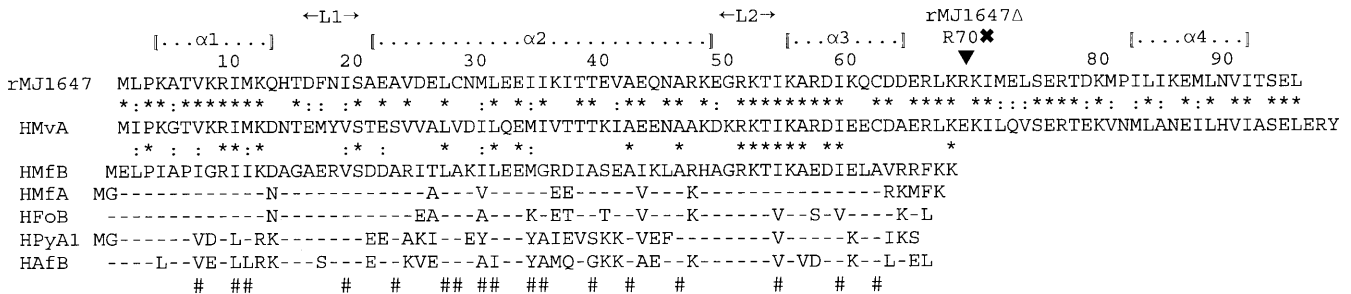 ←L1→ ←L2→ rMJ1647Δ
[...α1....] [............α2..............] [...α3....] R70✖ [...α4...]
10 20 30 40 50 60 ▼ 80 90
rMJ1647 MLPKATVKRIMKQHTDFNISAEAVDELCNMLEEIIKITTEVAEQNARKEGRKTIKARDIKQCDDERLKRKIMELSERTDKMPILIKEMLNVITSEL
HMvA MIPKGTVKRIMKDNTEMYVSTESVVALVDILQEMIVTTTKIAEENAAKDKRKTIKARDIEECDAERLKEKILQVSERTEKVNMLANEILHVIASELERY
HMfB MELPIAPIGRIIKDAGAERVSDDARITLAKILEEMGRDIASEAIKLARHAGRKTIKAEDIELAVRRFKK
HMfA MG-----------N------------A---V-----EE-----V---K--------------RKMFK
HFoB ------------N-----------EA----A---K-ET--T--V---K------V--S-V----K-L
HPyA1 MG------VD-L-RK-------EE-AKI--EY---YAIEVSKK-VEF--------V-----K--IKS
HAfB ----L--VE-LLRK---S---E--KVE---AI---YAMQ-GKK-AE---K-------V-VD--K--L-EL